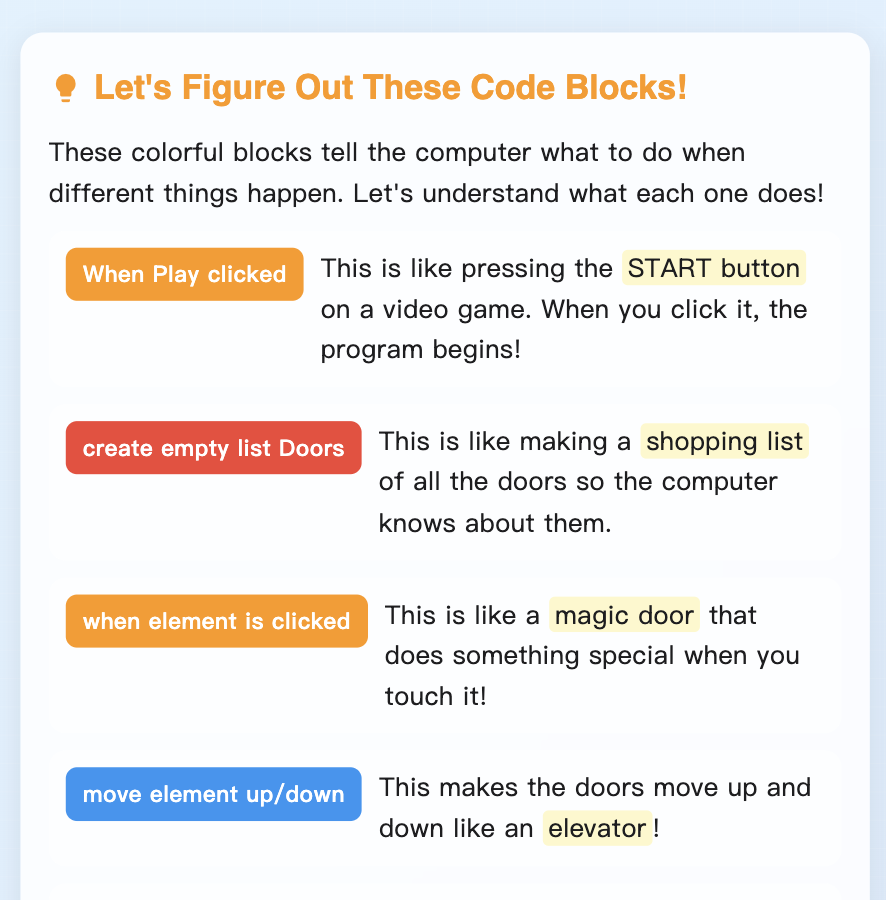 Let's Figure Out These Code Blocks!
These colorful blocks tell the computer what to do when
different things happen. Let's understand what each one does!
When Play clicked
This is like pressing the START button
on a video game. When you click it, the
program begins!
create empty list Doors
This is like making a shopping list
of all the doors so the computer
knows about them.
when element is clicked
This is like a magic door that
does something special when you
touch it!
move element up/down
This makes the doors move up and
down like an elevator!